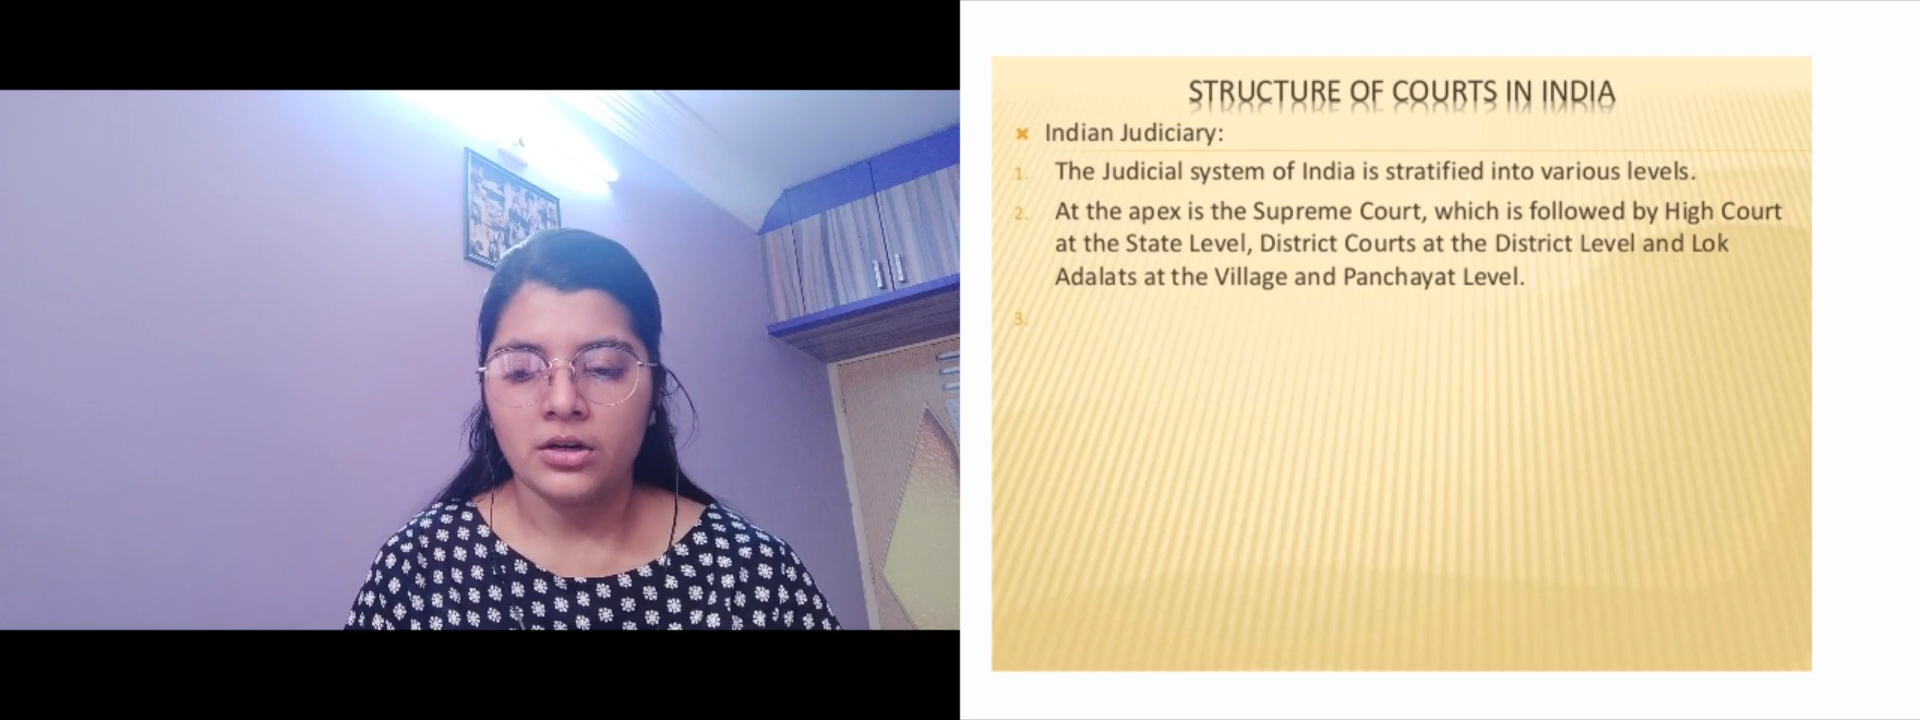 STRUCTURE OF COURTS IN INDIA
Indian Judiciary:
1. The Judicial system of India is stratified into various levels.
2. At the apex is the Supreme Court, which is followed by High Court
at the State Level, District Courts at the District Level and Lok
Adalats at the Village and Panchayat Level.
3.